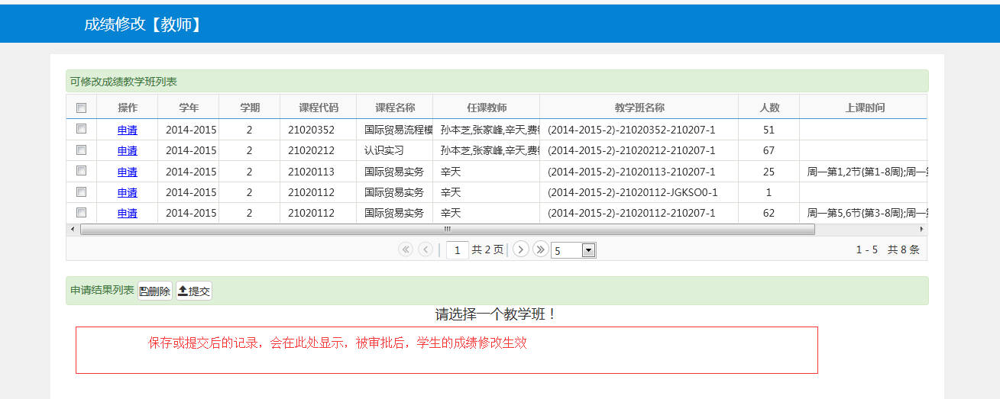 成绩修改【教师】
可修改成绩教学班列表
操作 学年 学期 课程代码 课程名称 任课教师 教学班名称 人数 上课时间
申请 2014-2015 2 21020352 国际贸易流程模 孙本芝,张家峰,辛天,费 (2014-2015-2)-21020352-210207-1 51
申请 2014-2015 2 21020212 认识实习 孙本芝,张家峰,辛天,费 (2014-2015-2)-21020212-210207-1 67
申请 2014-2015 2 21020113 国际贸易实务 辛天 (2014-2015-2)-21020113-210207-1 25 周一第1,2节{第1-8周};周一第
申请 2014-2015 2 21020112 国际贸易实务 辛天 (2014-2015-2)-21020112-JGKSO0-1 1
申请 2014-2015 2 21020112 国际贸易实务 辛天 (2014-2015-2)-21020112-210207-1 62 周一第5,6节{第3-8周};周一第
1 共 2 页 5 1 - 5 共 8 条
申请结果列表 删除 提交
请选择一个教学班！
保存或提交后的记录，会在此处显示，被审批后，学生的成绩修改生效